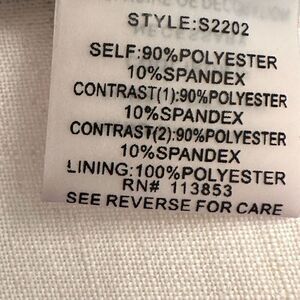 STYLE:S2202
SELF:90%POLYESTER
10%SPANDEX
CONTRAST(1):90%POLYESTER
10%SPANDEX
CONTRAST(2):90%POLYESTER
10%SPANDEX
LINING:100%POLYESTER
RN# 113853
SEE REVERSE FOR CARE